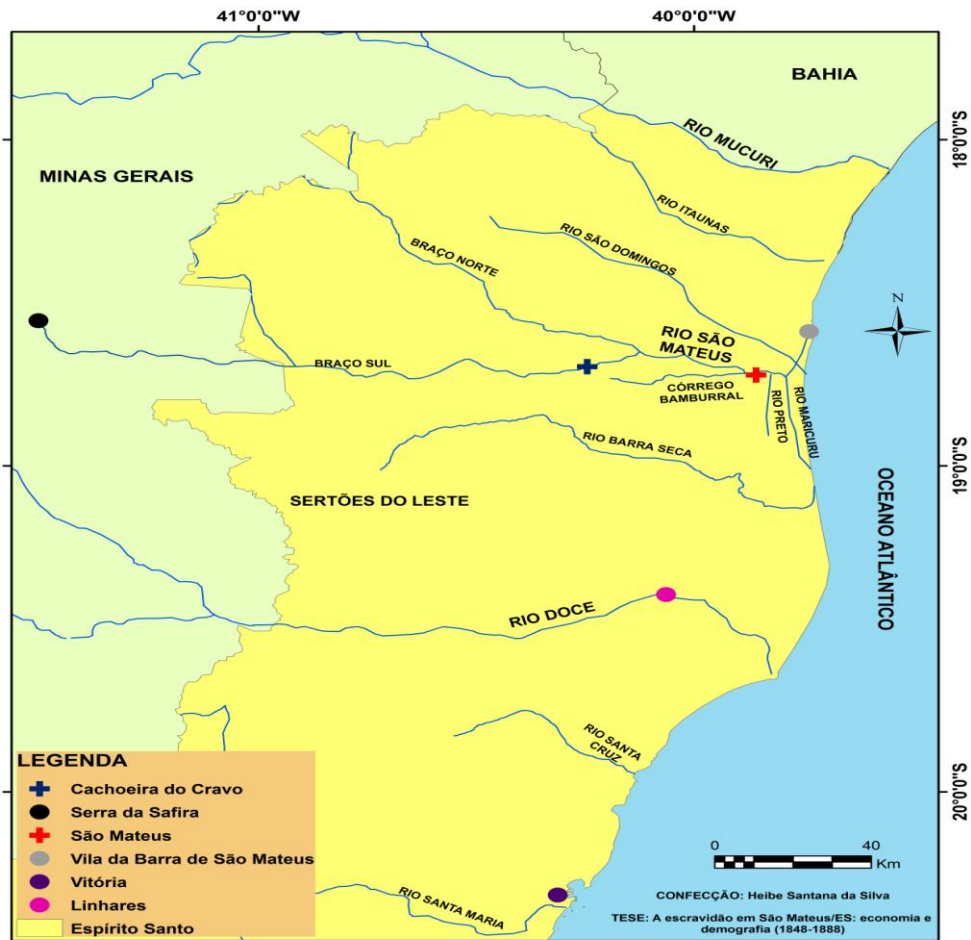 41°0'0"W
40°0'0"W
BAHIA
18°0'0"S
RIO MUCURI
MINAS GERAIS
RIO ITAUNAS
RIO SÃO DOMINGOS
BRAÇO NORTE
N
RIO SÃO
MATEUS
BRAÇO SUL
CÓRREGO
BAMBURRAL
RIO PRETO
RIO MARICURU
RIO BARRA SECA
19°0'0"S
SERTÕES DO LESTE
OCEANO ATLÂNTICO
RIO DOCE
RIO SANTA
CRUZ
LEGENDA
Cachoeira do Cravo
Serra da Safira
São Mateus
Vila da Barra de São Mateus
Vitória
Linhares
Espírito Santo
20°0'0"S
0 40
Km
RIO SANTA MARIA
CONFECÇÃO: Heibe Santana da Silva
TESE: A escravidão em São Mateus/ES: economia e
demografia (1848-1888)